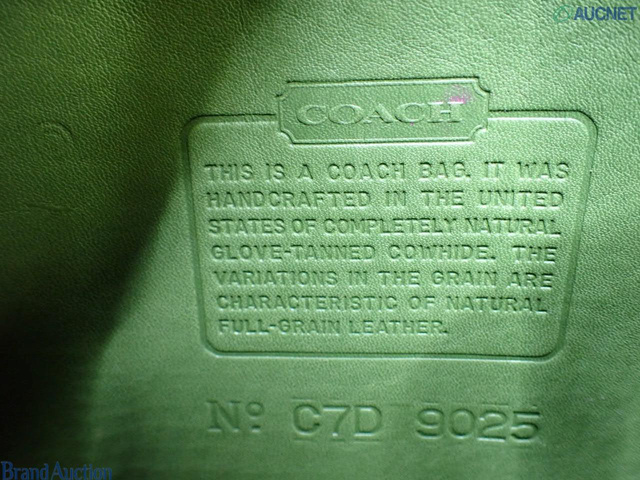 © AUCNET
COACH
THIS IS A COACH BAG. IT WAS
HANDCRAFTED IN THE UNITED
STATES OF COMPLETELY NATURAL
GLOVE-TANNED COWHIDE. THE
VARIATIONS IN THE GRAIN ARE
CHARACTERISTIC OF NATURAL
FULL-GRAIN LEATHER.
Nº C7D 9025
Brand Auction